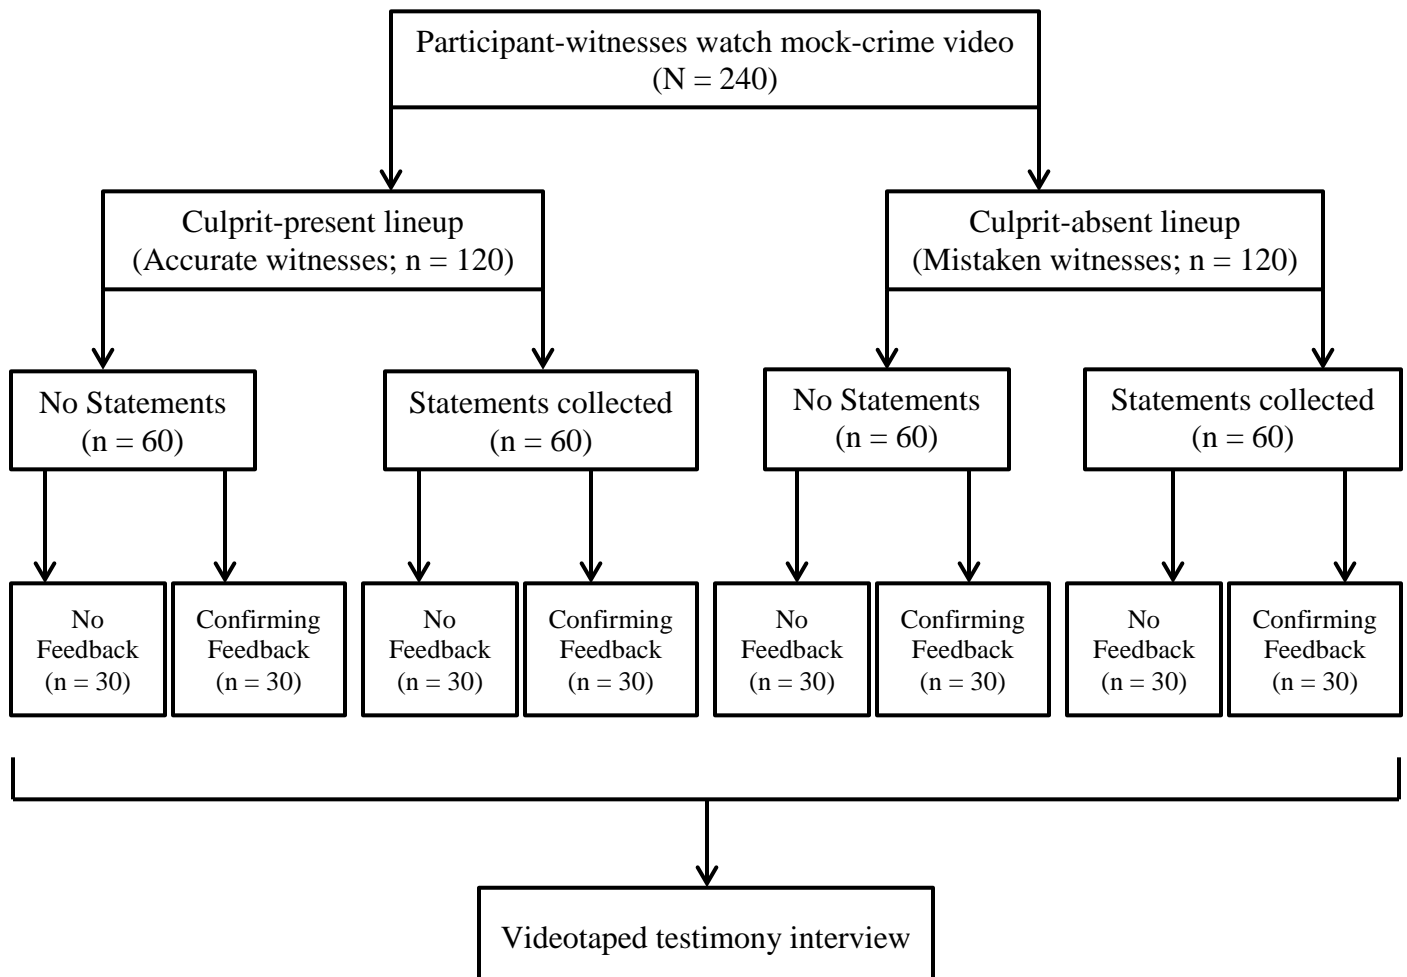 Participant-witnesses watch mock-crime video
(N = 240)
Culprit-present lineup
(Accurate witnesses; n = 120)
Culprit-absent lineup
(Mistaken witnesses; n = 120)
No Statements
(n = 60)
Statements collected
(n = 60)
No Statements
(n = 60)
Statements collected
(n = 60)
No
Feedback
(n = 30)
Confirming
Feedback
(n = 30)
No
Feedback
(n = 30)
Confirming
Feedback
(n = 30)
No
Feedback
(n = 30)
Confirming
Feedback
(n = 30)
No
Feedback
(n = 30)
Confirming
Feedback
(n = 30)
Videotaped testimony interview